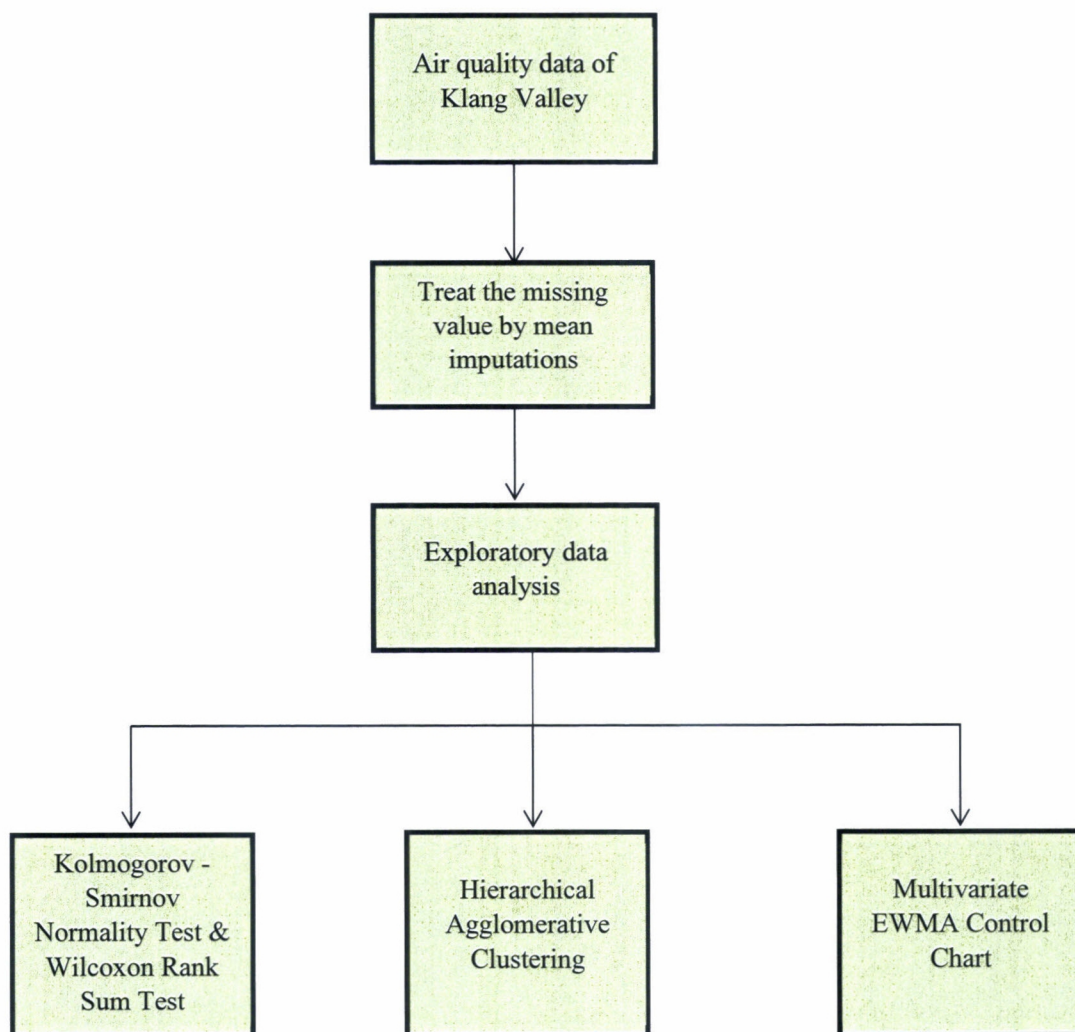 Air quality data of
Klang Valley
Treat the missing
value by mean
imputations
Exploratory data
analysis
Kolmogorov -
Smirnov
Normality Test &
Wilcoxon Rank
Sum Test
Hierarchical
Agglomerative
Clustering
Multivariate
EWMA Control
Chart